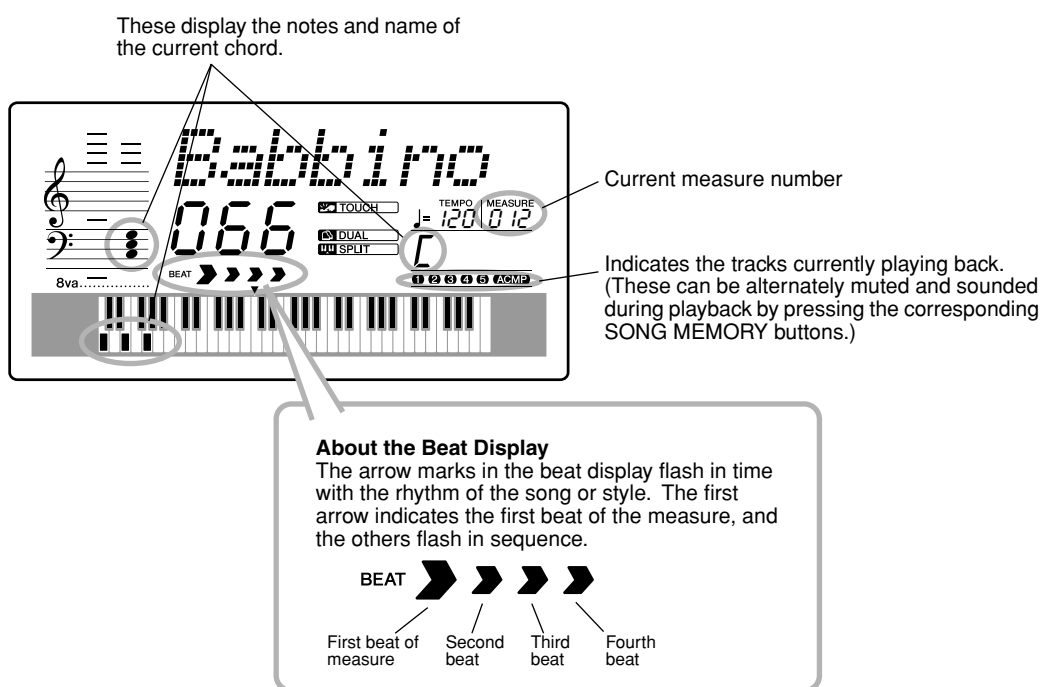 These display the notes and name of
the current chord.
Babbino
066
TOUCH
DUAL
SPLIT
TEMPO
♩= 120
MEASURE
012
C
BEAT
1 2 3 4 5 ACMP
8va...............
Current measure number
Indicates the tracks currently playing back.
(These can be alternately muted and sounded
during playback by pressing the corresponding
SONG MEMORY buttons.)
About the Beat Display
The arrow marks in the beat display flash in time
with the rhythm of the song or style. The first
arrow indicates the first beat of the measure, and
the others flash in sequence.
BEAT
First beat of
measure
Second
beat
Third
beat
Fourth
beat